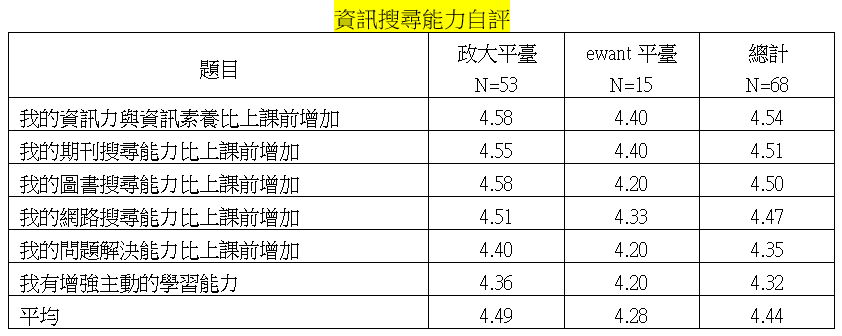 資訊搜尋能力自評
題目 政大平臺 N=53 ewant 平臺 N=15 總計 N=68
我的資訊力與資訊素養比上課前增加 4.58 4.40 4.54
我的期刊搜尋能力比上課前增加 4.55 4.40 4.51
我的圖書搜尋能力比上課前增加 4.58 4.20 4.50
我的網路搜尋能力比上課前增加 4.51 4.33 4.47
我的問題解決能力比上課前增加 4.40 4.20 4.35
我有增強主動的學習能力 4.36 4.20 4.32
平均 4.49 4.28 4.44